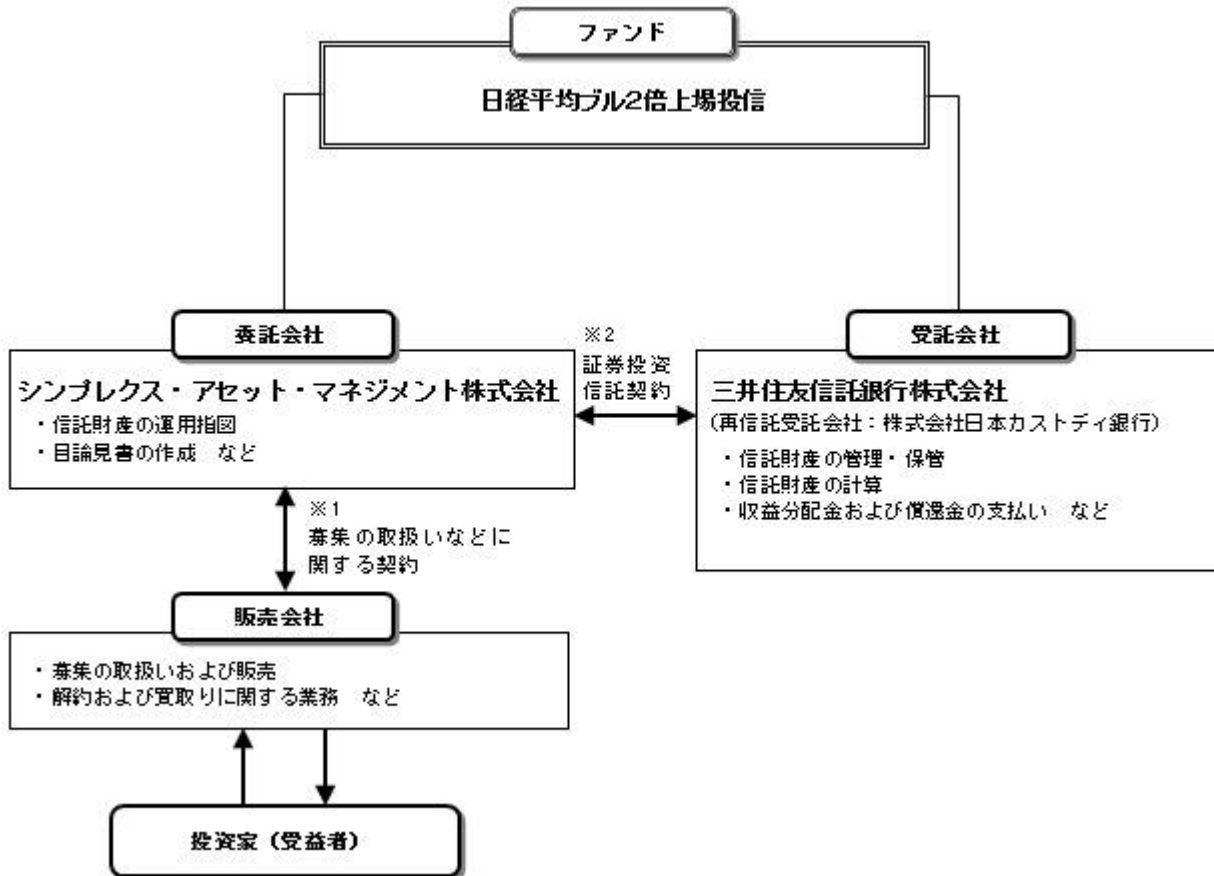 ファンド
日経平均ブル2倍上場投信
委託会社
シンプレクス・アセット・マネジメント株式会社
・信託財産の運用指図
・目論見書の作成　など
※2
証券投資
信託契約
受託会社
三井住友信託銀行株式会社
(再信託受託会社：株式会社日本カストディ銀行)
・信託財産の管理・保管
・信託財産の計算
・収益分配金および償還金の支払い　など
※1
募集の取扱いなどに
関する契約
販売会社
・募集の取扱いおよび販売
・解約および買取りに関する業務　など
投資家（受益者）